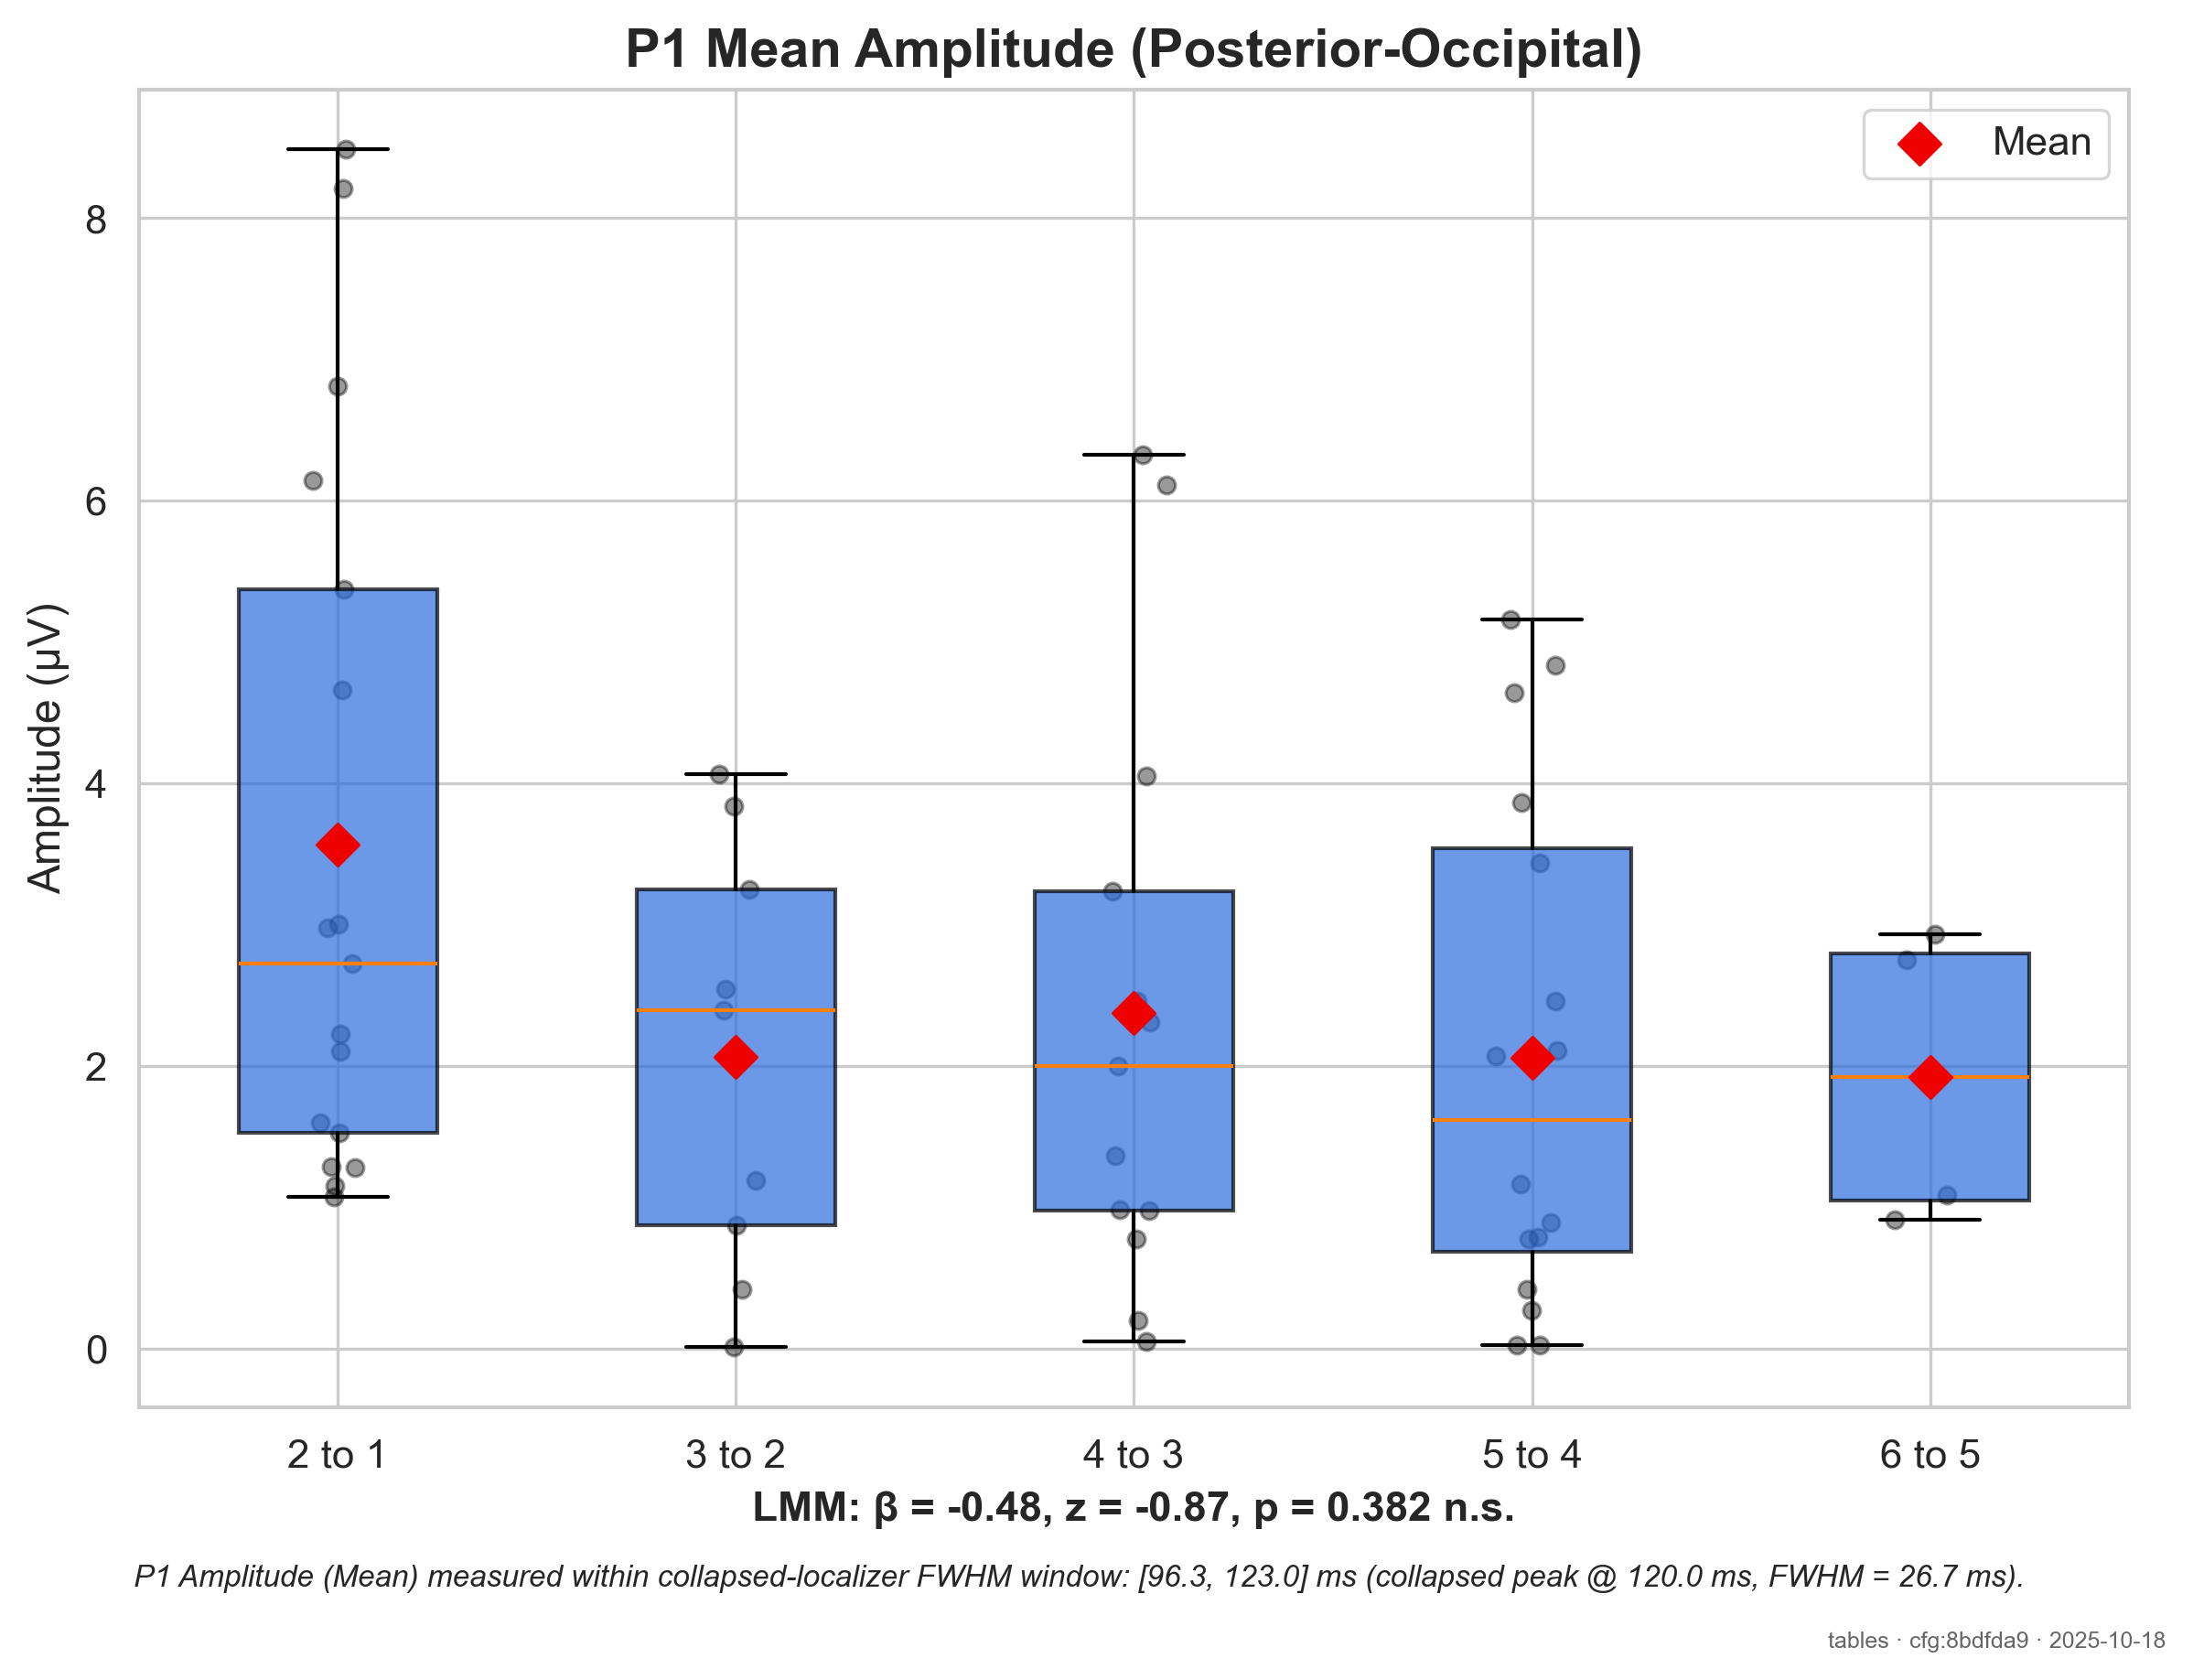 P1 Mean Amplitude (Posterior-Occipital)
Mean
8
6
4
2
0
Amplitude (µV)
2 to 1
3 to 2
4 to 3
5 to 4
6 to 5
LMM: β = -0.48, z = -0.87, p = 0.382 n.s.
P1 Amplitude (Mean) measured within collapsed-localizer FWHM window: [96.3, 123.0] ms (collapsed peak @ 120.0 ms, FWHM = 26.7 ms).
tables · cfg:8bdfda9 · 2025-10-18